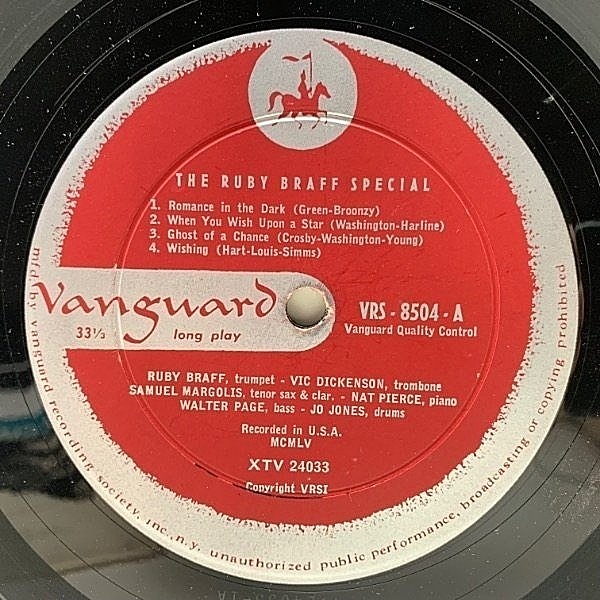 THE RUBY BRAFF SPECIAL
1. Romance in the Dark (Green-Broonzy)
2. When You Wish Upon a Star (Washington-Harline)
3. Ghost of a Chance (Crosby-Washington-Young)
4. Wishing (Hart-Louis-Simms)
Vanguard
33⅓ long play
VRS - 8504 - A
Vanguard Quality Control
RUBY BRAFF, trumpet - VIC DICKENSON, trombone
SAMUEL MARGOLIS, tenor sax & clar. - NAT PIERCE, piano
WALTER PAGE, bass - JO JONES, drums
Recorded in U.S.A.
MCMLV
XTV 24033
Copyright VRSI
mfd. by vanguard recording society, inc., n.y. unauthorized public performance, broadcasting or copying prohibited